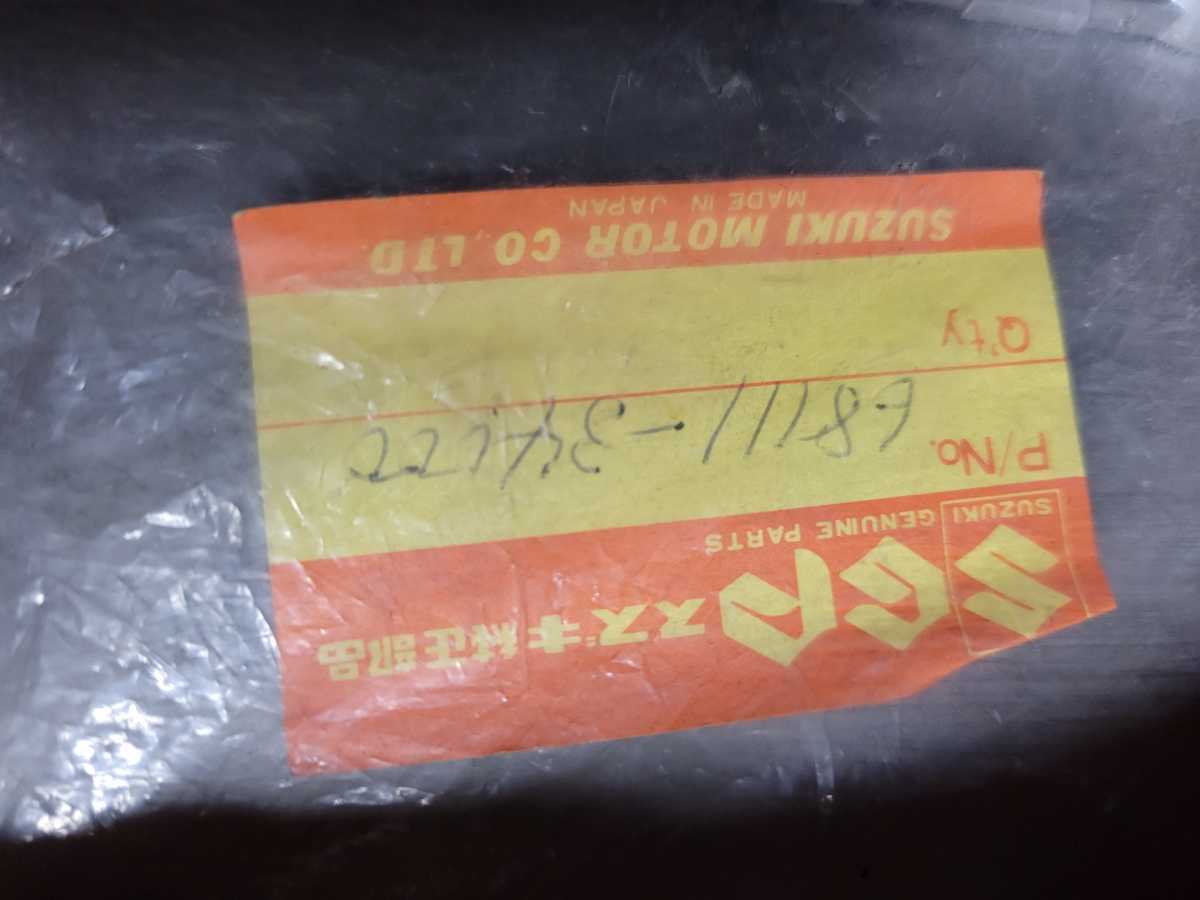 SGP スズキ純正部品
SUZUKI GENUINE PARTS
P/No.
Q'ty
SUZUKI MOTOR CO., LTD.
MADE IN JAPAN